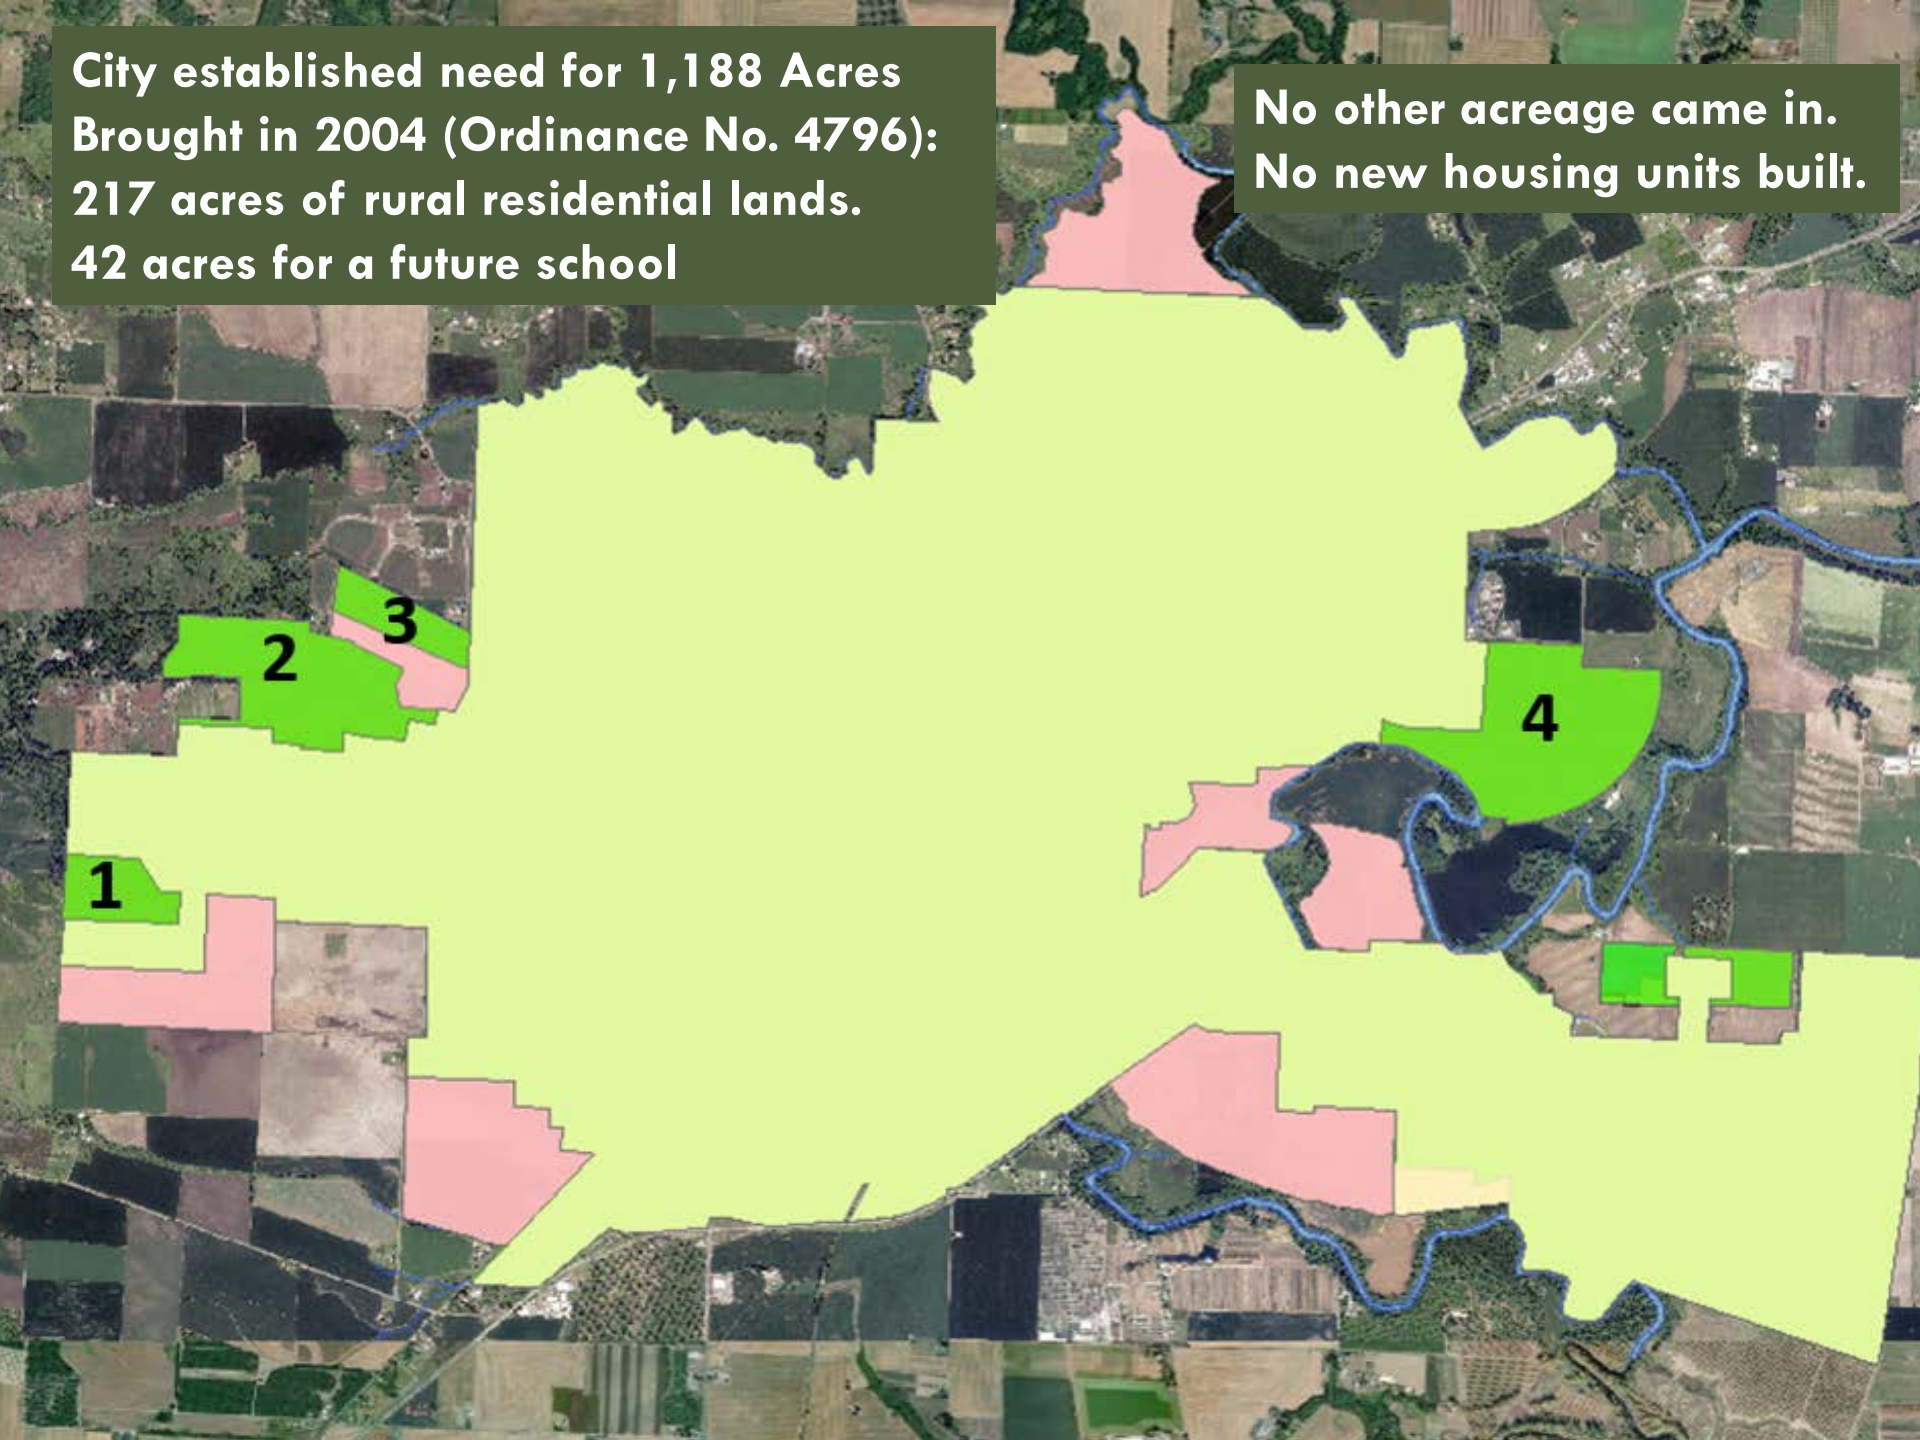 City established need for 1,188 Acres
Brought in 2004 (Ordinance No. 4796):
217 acres of rural residential lands.
42 acres for a future school
No other acreage came in.
No new housing units built.
3
2
4
1